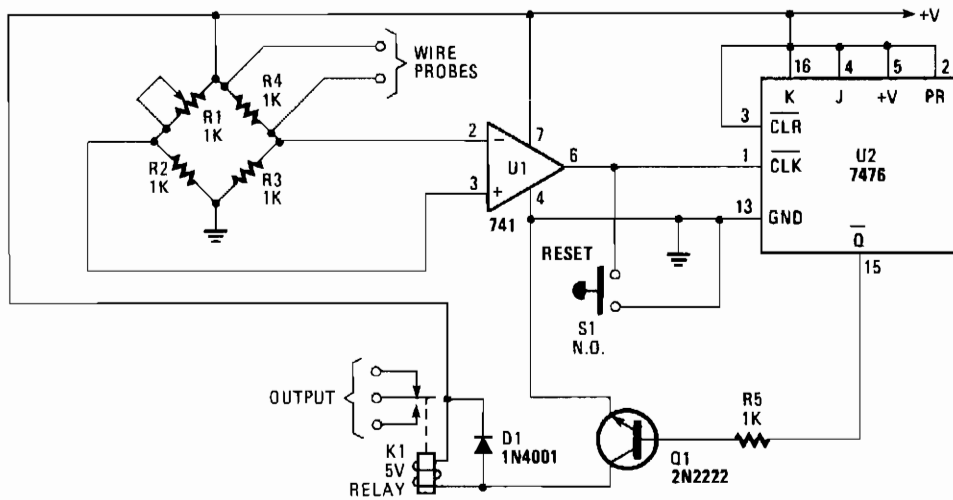 +V
WIRE
PROBES
R4
1K
R1
1K
R2
1K
R3
1K
2
−
3
+
U1
7
6
4
741
16
4
5
2
K
J
+V
PR
3
CLR
1
CLK
U2
7476
13
GND
Q
15
RESET
S1
N.O.
OUTPUT
K1
5V
RELAY
D1
1N4001
Q1
2N2222
R5
1K